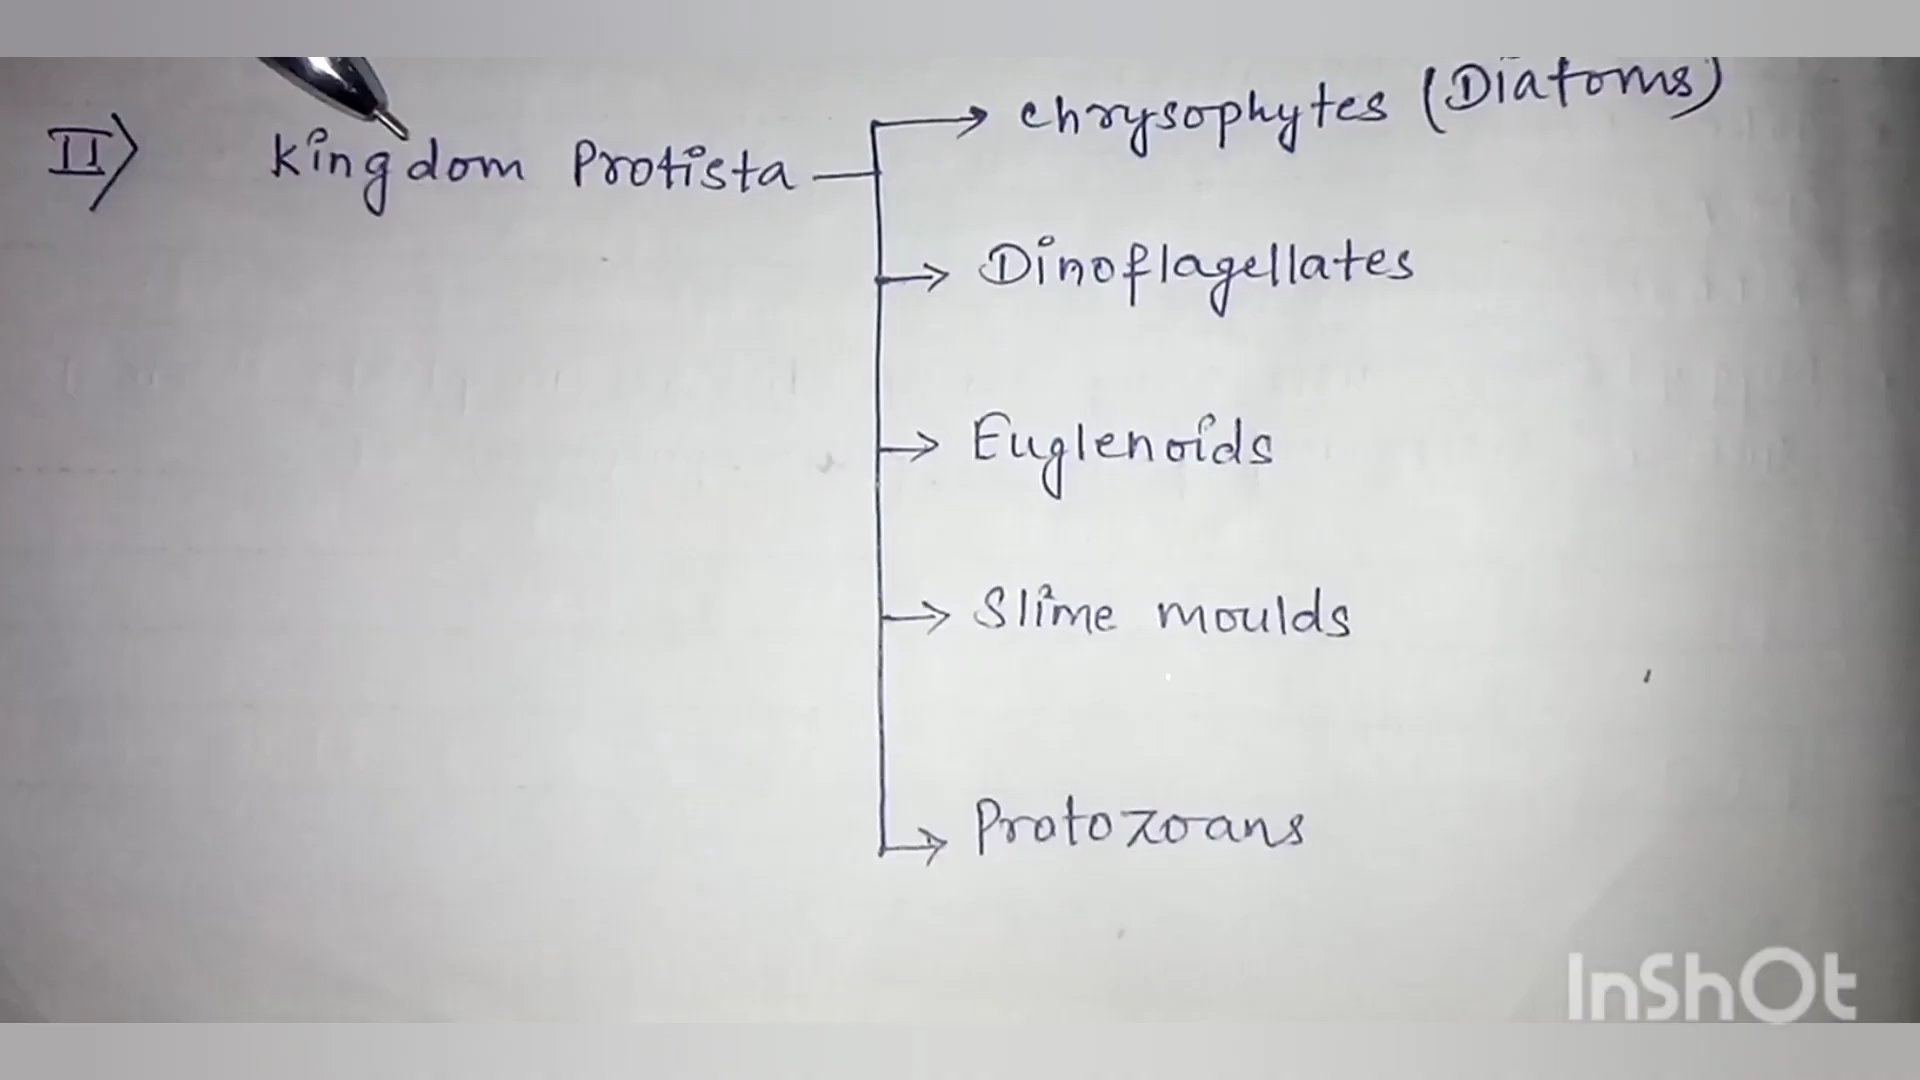 II) Kingdom Protista
Chrysophytes (Diatoms)
Dinoflagellates
Euglenoids
Slime moulds
Protozoans
InShOt